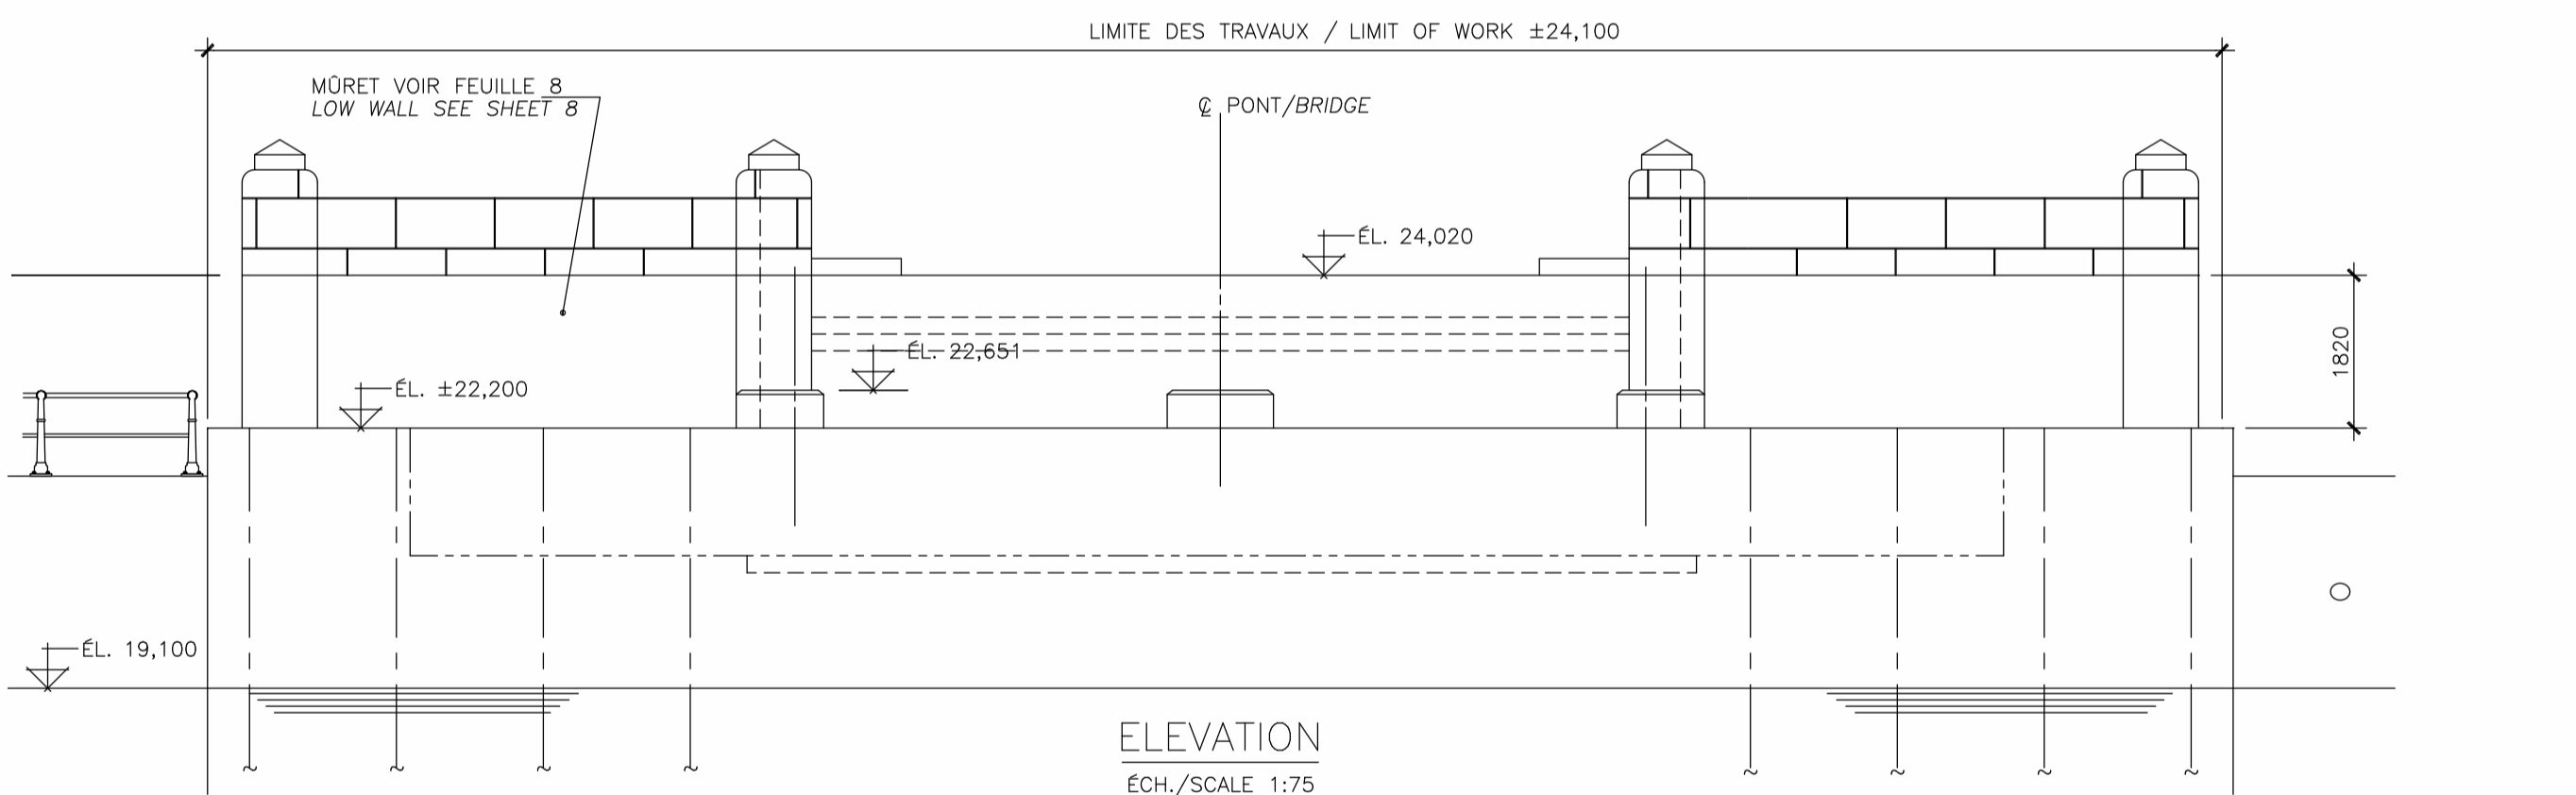 LIMITE DES TRAVAUX / LIMIT OF WORK ±24,100
MÛRET VOIR FEUILLE 8
LOW WALL SEE SHEET 8
℄ PONT/BRIDGE
ÉL. 24,020
ÉL. 22,651
1820
ÉL. ±22,200
ÉL. 19,100
ELEVATION
ÉCH./SCALE 1:75